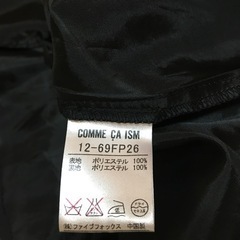 COMME ÇA ISM
12-69FP26
表地 ポリエステル 100%
裏地 ポリエステル 100%
㈱ファイブフォックス 中国製